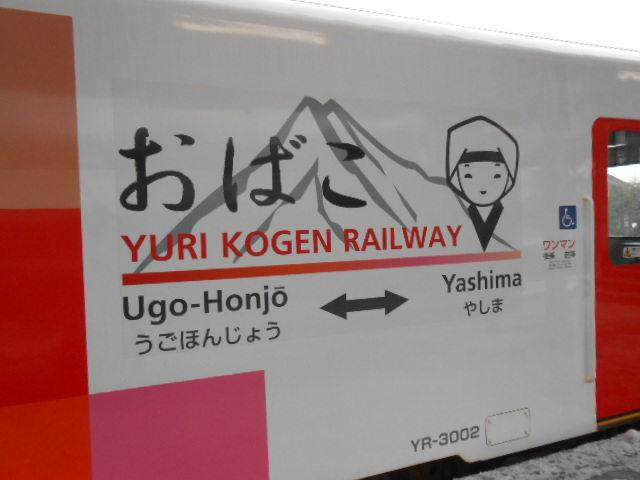 おばこ
YURI KOGEN RAILWAY
Ugo-Honjō
うごほんじょう
Yashima
やしま
ワンマン
YR-3002